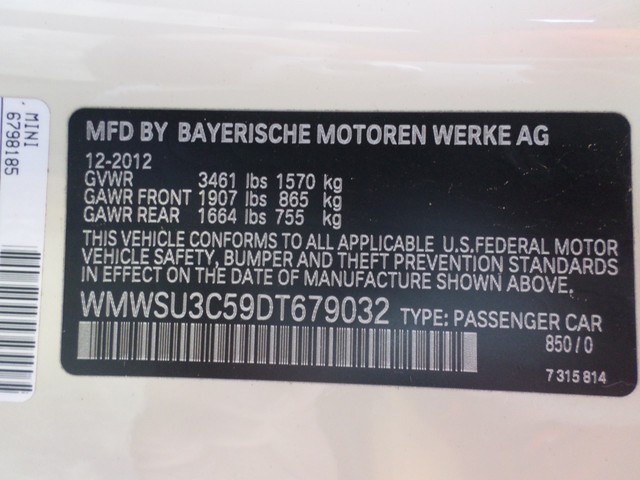 MINI
6798185
MFD BY BAYERISCHE MOTOREN WERKE AG
12-2012
GVWR 3461 lbs 1570 kg
GAWR FRONT 1907 lbs 865 kg
GAWR REAR 1664 lbs 755 kg
THIS VEHICLE CONFORMS TO ALL APPLICABLE U.S.FEDERAL MOTOR
VEHICLE SAFETY, BUMPER AND THEFT PREVENTION STANDARDS
IN EFFECT ON THE DATE OF MANUFACTURE SHOWN ABOVE.
WMWSU3C59DT679032 TYPE: PASSENGER CAR
850/0
7 315 814